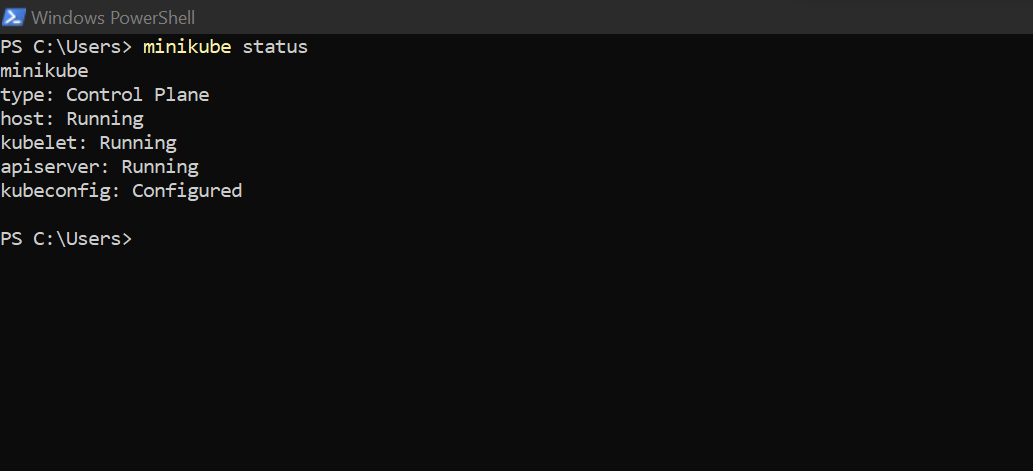 Windows PowerShell
PS C:\Users> minikube status
minikube
type: Control Plane
host: Running
kubelet: Running
apiserver: Running
kubeconfig: Configured
PS C:\Users>